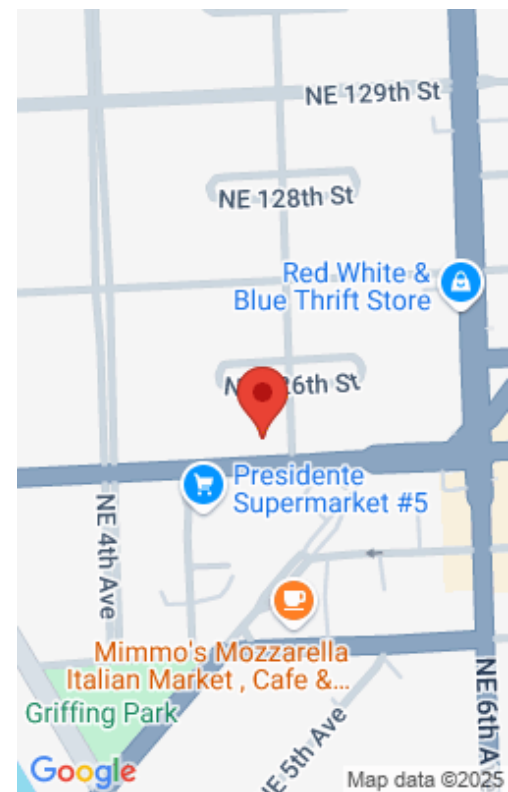 NE 129th St
NE 128th St
Red White &
Blue Thrift Store
6th St
Presidente
Supermarket #5
NE 4th Ave
Mimmo's Mozzarella
Italian Market , Cafe &...
Griffing Park
NE 5th Ave
NE 6th A
Google
Map data ©2025